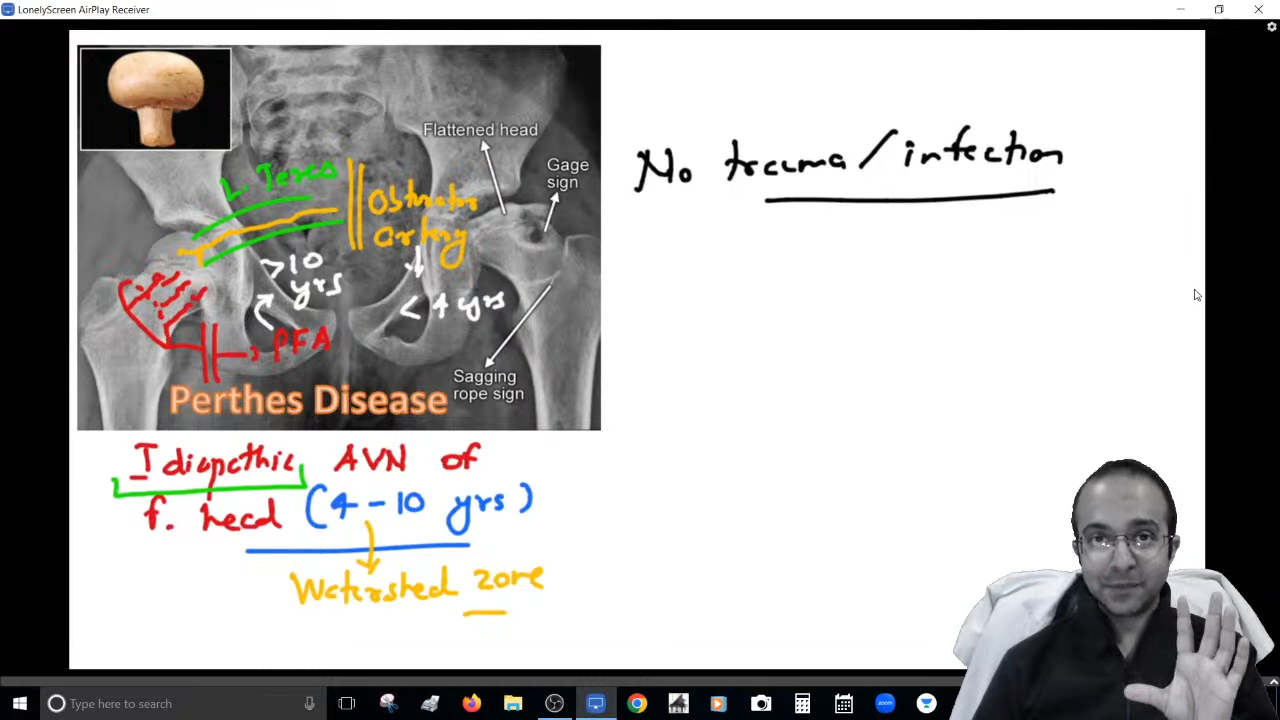 LonelyScreen AirPlay Receiver
Flattened head
Gage
sign
L. Teres
Obturator
artery
>10
yrs
< 4 yrs
PFA
Sagging
rope sign
Perthes Disease
No trauma/infection
Idiopathic AVN of
f. head (4-10 yrs)
Watershed zone
Type here to search
zoom